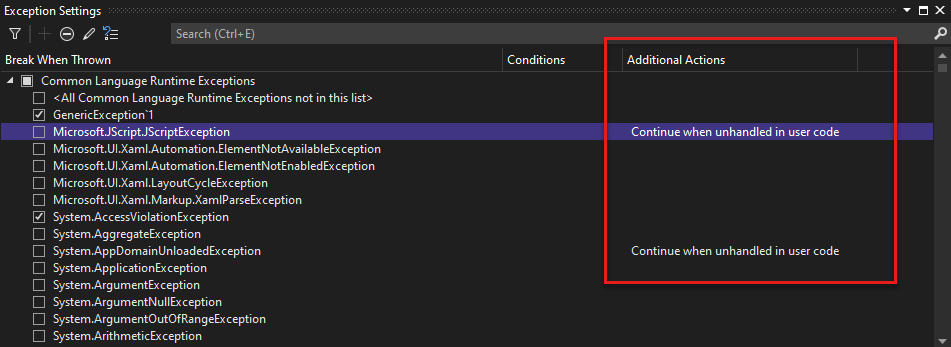 Exception Settings
Search (Ctrl+E)
Break When Thrown Conditions Additional Actions
Common Language Runtime Exceptions
<All Common Language Runtime Exceptions not in this list>
GenericException`1
Microsoft.JScript.JScriptException Continue when unhandled in user code
Microsoft.UI.Xaml.Automation.ElementNotAvailableException
Microsoft.UI.Xaml.Automation.ElementNotEnabledException
Microsoft.UI.Xaml.LayoutCycleException
Microsoft.UI.Xaml.Markup.XamlParseException
System.AccessViolationException
System.AggregateException
System.AppDomainUnloadedException Continue when unhandled in user code
System.ApplicationException
System.ArgumentException
System.ArgumentNullException
System.ArgumentOutOfRangeException
System.ArithmeticException